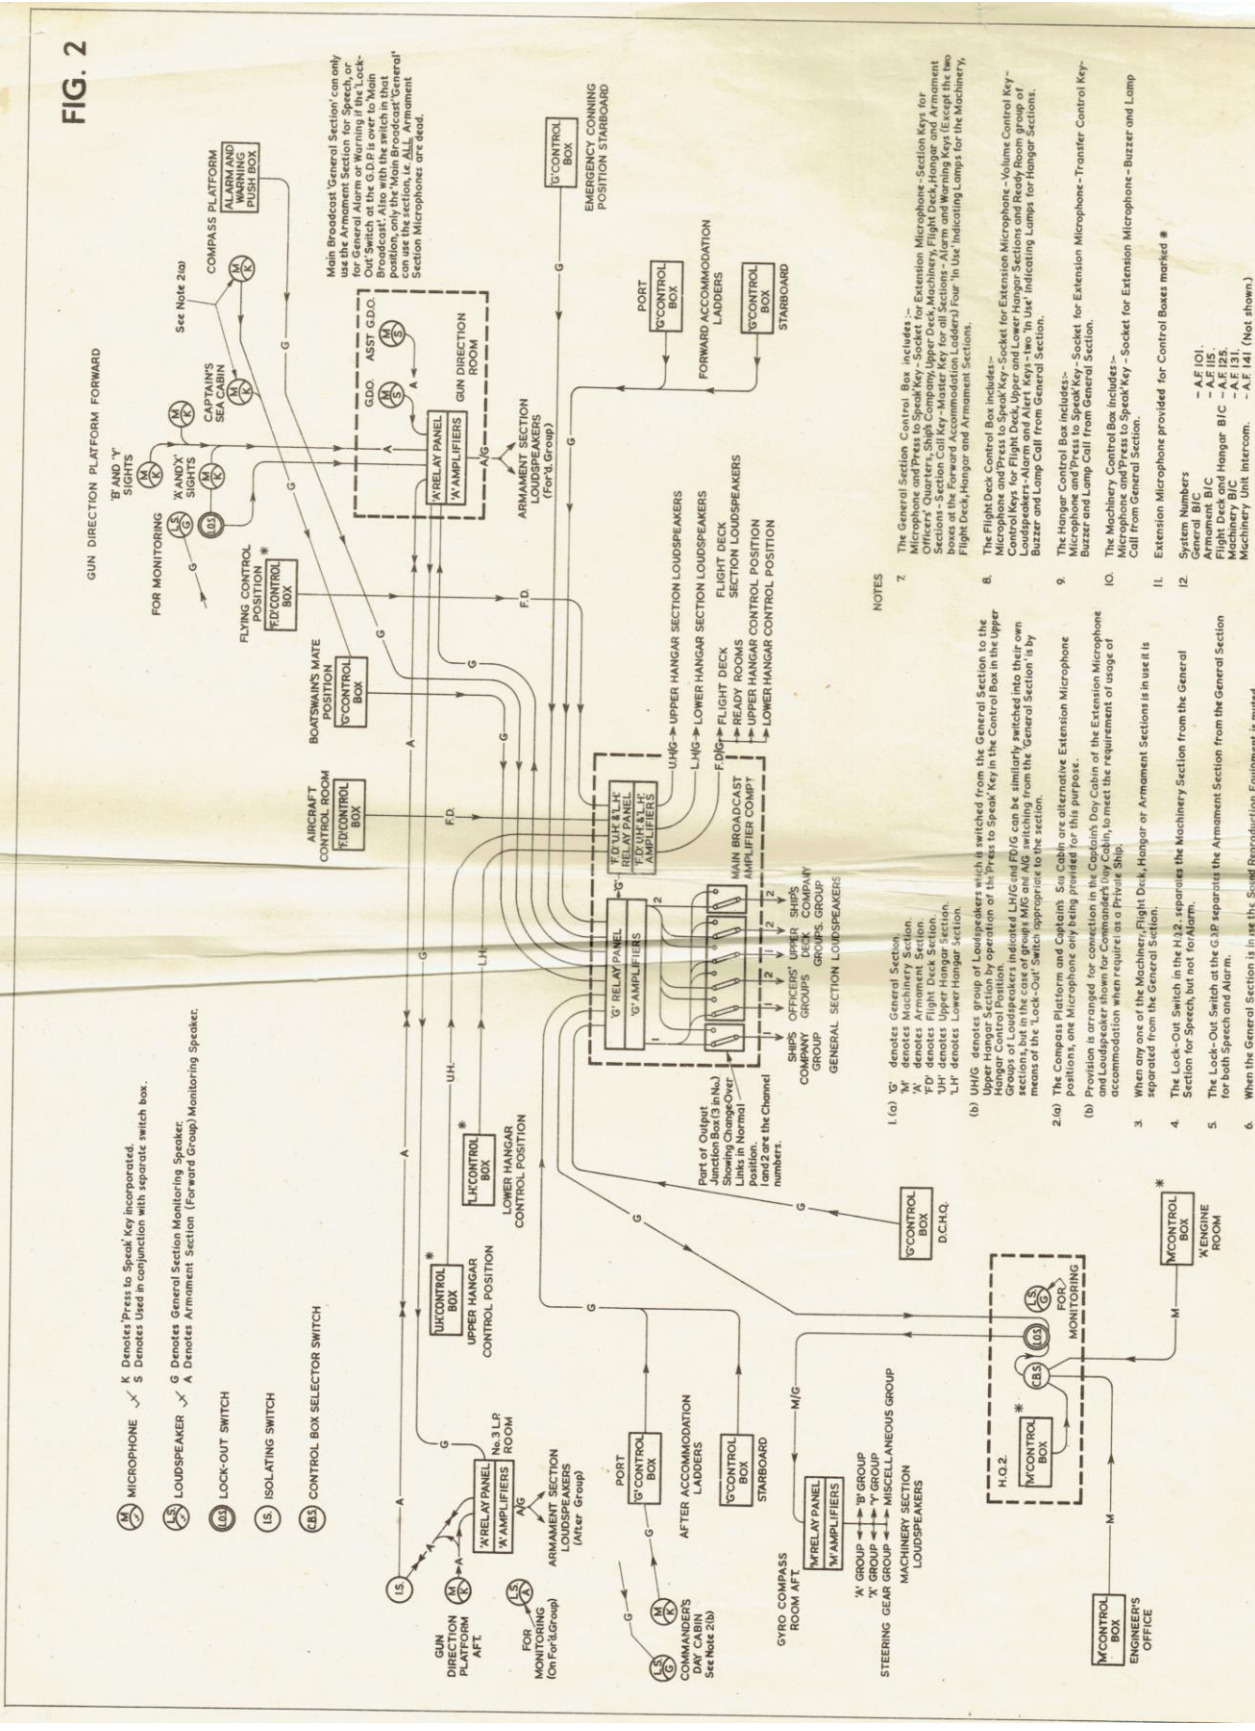 FIG. 2
GUN DIRECTION PLATFORM FORWARD
'B' AND 'Y'
SIGHTS
'A' AND 'X'
SIGHTS
FOR MONITORING
CAPTAIN'S
SEA CABIN
See Note 2(a)
COMPASS PLATFORM
ALARM AND
WARNING
PUSH BOX
Main Broadcast 'General Section' can only
use the Armament Section for Speech, or
for General Alarm or Warning if the 'Lock-
Out' Switch at the G.D.P. is over to 'Main
Broadcast'. Also with the switch in that
position, only the 'Main Broadcast' 'General'
can use the section, i.e. ALL Armament
Section Microphones are dead.
G.D.O.
ASST G.D.O.
GUN DIRECTION
ROOM
'A' RELAY PANEL
'A' AMPLIFIERS
A/G
ARMAMENT SECTION
LOUDSPEAKERS
(For'd. Group)
'G' CONTROL
BOX
EMERGENCY CONNING
POSITION STARBOARD
PORT
'G' CONTROL
BOX
FORWARD ACCOMMODATION
LADDERS
'G' CONTROL
BOX
STARBOARD
FLYING CONTROL
POSITION
*
'F.D.' CONTROL
BOX
BOATSWAIN'S MATE
POSITION
'G' CONTROL
BOX
AIRCRAFT
CONTROL ROOM
'F.D.' CONTROL
BOX
F.D.
F.D.
MICROPHONE
K Denotes 'Press to Speak' Key incorporated.
S Denotes Used in conjunction with separate switch box.
LOUDSPEAKER
G Denotes General Section Monitoring Speaker.
A Denotes Armament Section (Forward Group) Monitoring Speaker.
L.O.S. LOCK-OUT SWITCH
I.S. ISOLATING SWITCH
C.B.S. CONTROL BOX SELECTOR SWITCH
*
'U.H.' CONTROL
BOX
UPPER HANGAR
CONTROL POSITION
U.H.
*
'L.H.' CONTROL
BOX
LOWER HANGAR
CONTROL POSITION
L.H.
'F.D.' 'U.H.' & 'L.H.'
RELAY PANEL
'F.D.' 'U.H.' & 'L.H.'
AMPLIFIERS
'G' RELAY PANEL
'G' AMPLIFIERS
MAIN BROADCAST
AMPLIFIER COMPT
U.H/G UPPER HANGAR SECTION LOUDSPEAKERS
L.H/G LOWER HANGAR SECTION LOUDSPEAKERS
F.D/G FLIGHT DECK
READY ROOMS
UPPER HANGAR CONTROL POSITION
LOWER HANGAR CONTROL POSITION
FLIGHT DECK
SECTION LOUDSPEAKERS
SHIP'S
COMPANY
GROUP
OFFICERS'
GROUPS
UPPER
DECK
GROUPS.
SHIP'S
COMPANY
GROUP
GENERAL SECTION LOUDSPEAKERS
Part of Output
Junction Box (3 in No.)
Showing Change-Over
Links in Normal
Position.
1 and 2 are the Channel
numbers.
I.S.
GUN
DIRECTION
PLATFORM
AFT.
FOR
MONITORING
(On For'd. Group)
'A' RELAY PANEL
'A' AMPLIFIERS
No. 3 L.P.
ROOM
A/G
ARMAMENT SECTION
LOUDSPEAKERS
(After Group)
PORT
'G' CONTROL
BOX
AFTER ACCOMMODATION
LADDERS
'G' CONTROL
BOX
STARBOARD
COMMANDER'S
DAY CABIN
See Note 2(b)
GYRO COMPASS
ROOM AFT.
'M' RELAY PANEL
'M' AMPLIFIERS
M/G
'A' GROUP 'B' GROUP
'X' GROUP 'Y' GROUP
STEERING GEAR GROUP MISCELLANEOUS GROUP
MACHINERY SECTION
LOUDSPEAKERS
'G' CONTROL
BOX
D.C.H.Q.
H.Q.2.
*
'M' CONTROL
BOX
C.B.S.
L.O.S.
FOR
MONITORING
'M' CONTROL
BOX
*
'A' ENGINE
ROOM
'M' CONTROL
BOX
ENGINEER'S
OFFICE
NOTES
1.(a) 'G' denotes General Section.
'M' denotes Machinery Section.
'A' denotes Armament Section.
'FD' denotes Flight Deck Section.
'UH' denotes Upper Hangar Section.
'LH' denotes Lower Hangar Section.
(b) UH/G denotes group of Loudspeakers which is switched from the General Section to the
Upper Hangar Section by operation of the 'Press to Speak' Key in the Control Box in the Upper
Hangar Control Position.
Groups of Loudspeakers indicated LH/G and FD/G can be similarly switched into their own
sections, but in the case of groups M/G and A/G switching from the 'General Section' is by
means of the 'Lock-Out' Switch appropriate to the section.
2.(a) The Compass Platform and Captain's Sea Cabin are alternative Extension Microphone
positions, one Microphone only being provided for this purpose.
(b) Provision is arranged for connection in the Captain's Day Cabin of the Extension Microphone
and Loudspeaker shown for Commander's Day Cabin, to meet the requirement of usage of
accommodation when required as a Private Ship.
3. When any one of the Machinery, Flight Deck, Hangar or Armament Sections is in use it is
separated from the General Section.
4. The Lock-Out Switch in the H.Q.2. separates the Machinery Section from the General
Section for Speech, but not for Alarm.
5. The Lock-Out Switch at the G.D.P. separates the Armament Section from the General Section
for both Speech and Alarm.
6. When the General Section is in use the Sound Reproduction Equipment is muted
7. The General Section Control Box includes:-
Microphone and 'Press to Speak' Key - Socket for Extension Microphone - Section Keys for
Officers' Quarters, Ship's Company, Upper Deck, Machinery, Flight Deck, Hangar and Armament
Sections - Section Call Key - Master Key for all Sections - Alarm and Warning Keys (Except the two
boxes at the Forward Accommodation Ladders) Four 'In Use' Indicating Lamps for the Machinery,
Flight Deck, Hangar and Armament Sections.
8. The Flight Deck Control Box includes:-
Microphone and 'Press to Speak' Key - Socket for Extension Microphone - Volume Control Key -
Control Keys for Flight Deck, Upper and Lower Hangar Sections and Ready Room group of
Loudspeakers - Alarm and Alert Keys - two 'In Use' Indicating Lamps for Hangar Sections.
Buzzer and Lamp Call from General Section.
9. The Hangar Control Box includes:-
Microphone and 'Press to Speak' Key - Socket for Extension Microphone - Transfer Control Key -
Buzzer and Lamp Call from General Section.
10. The Machinery Control Box includes:-
Microphone and 'Press to Speak' Key - Socket for Extension Microphone - Buzzer and Lamp
Call from General Section.
11. Extension Microphone provided for Control Boxes marked *
12. System Numbers
General B/C - A.F. 101.
Armament B/C - A.F. 115.
Flight Deck and Hangar B/C - A.F. 125.
Machinery B/C - A.F. 131.
Machinery Unit Intercom. - A.F. 141 (Not shown)